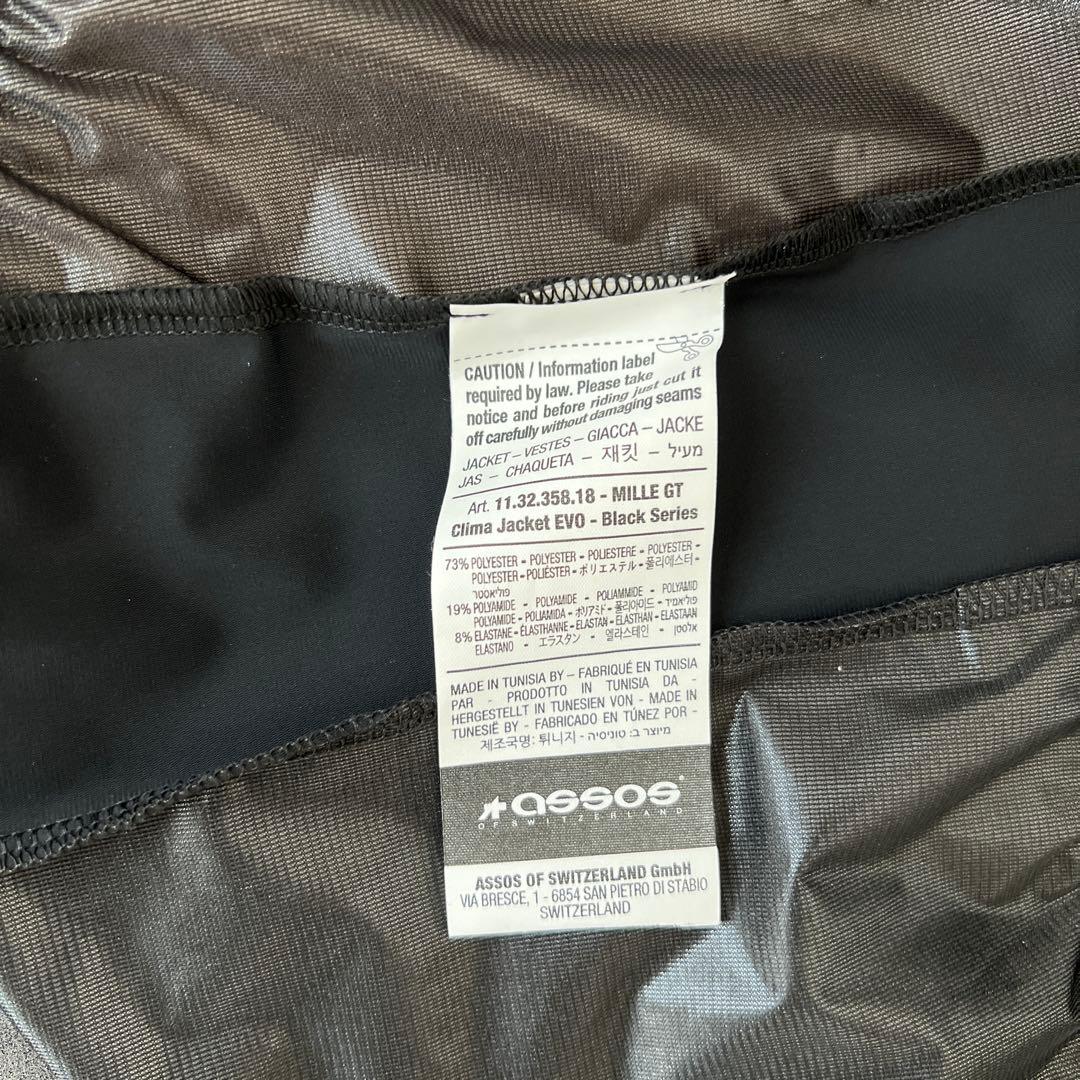 CAUTION / Information label
required by law. Please take
notice and before riding just cut it
off carefully without damaging seams
JACKET – VESTES – GIACCA – JACKE
JAS – CHAQUETA – 재킷 – מעיל
Art. 11.32.358.18 - MILLE GT
Clima Jacket EVO - Black Series
73% POLYESTER - POLYESTER - POLIESTERE - POLYESTER -
POLYESTER - POLIÉSTER - ポリエステル - 폴리에스터 -
פוליאסטר
19% POLYAMIDE - POLYAMIDE - POLIAMMIDE - POLYAMID
POLYAMIDE - POLIAMIDA - ポリアミド - 폴리아미드 - פוליאמיד
8% ELASTANE - ÉLASTHANNE - ELASTAN - ELASTHAN - ELASTAAN
ELASTANO - エラスタン - 엘라스테인 - אלסטן
MADE IN TUNISIA BY – FABRIQUÉ EN TUNISIA
PAR - PRODOTTO IN TUNISIA DA -
HERGESTELLT IN TUNESIEN VON - MADE IN
TUNESIË BY - FABRICADO EN TÚNEZ POR -
제조국명: 튀니지 - מיוצר ב: טוניסיה
assos
OF SWITZERLAND
ASSOS OF SWITZERLAND GmbH
VIA BRESCE, 1 - 6854 SAN PIETRO DI STABIO
SWITZERLAND